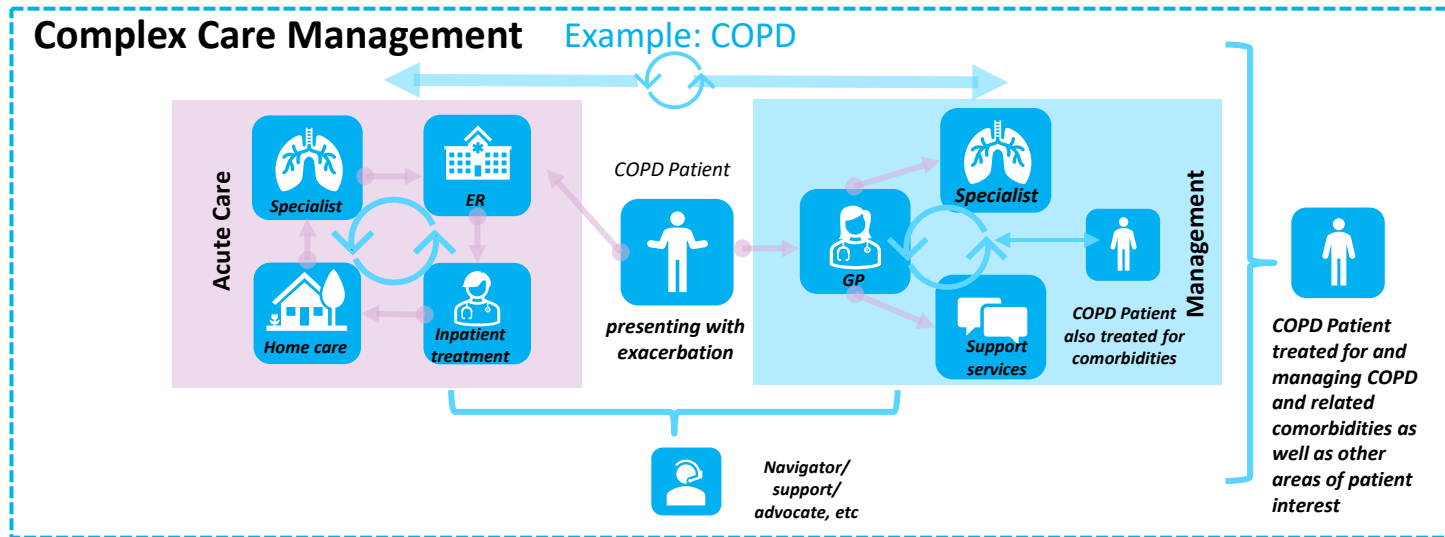 Complex Care Management
Example: COPD
Acute Care
Specialist
ER
Home care
Inpatient
treatment
COPD Patient
presenting with
exacerbation
GP
Specialist
Support
services
COPD Patient
also treated for
comorbidities
Management
Navigator/
support/
advocate, etc
COPD Patient
treated for and
managing COPD
and related
comorbidities as
well as other
areas of patient
interest